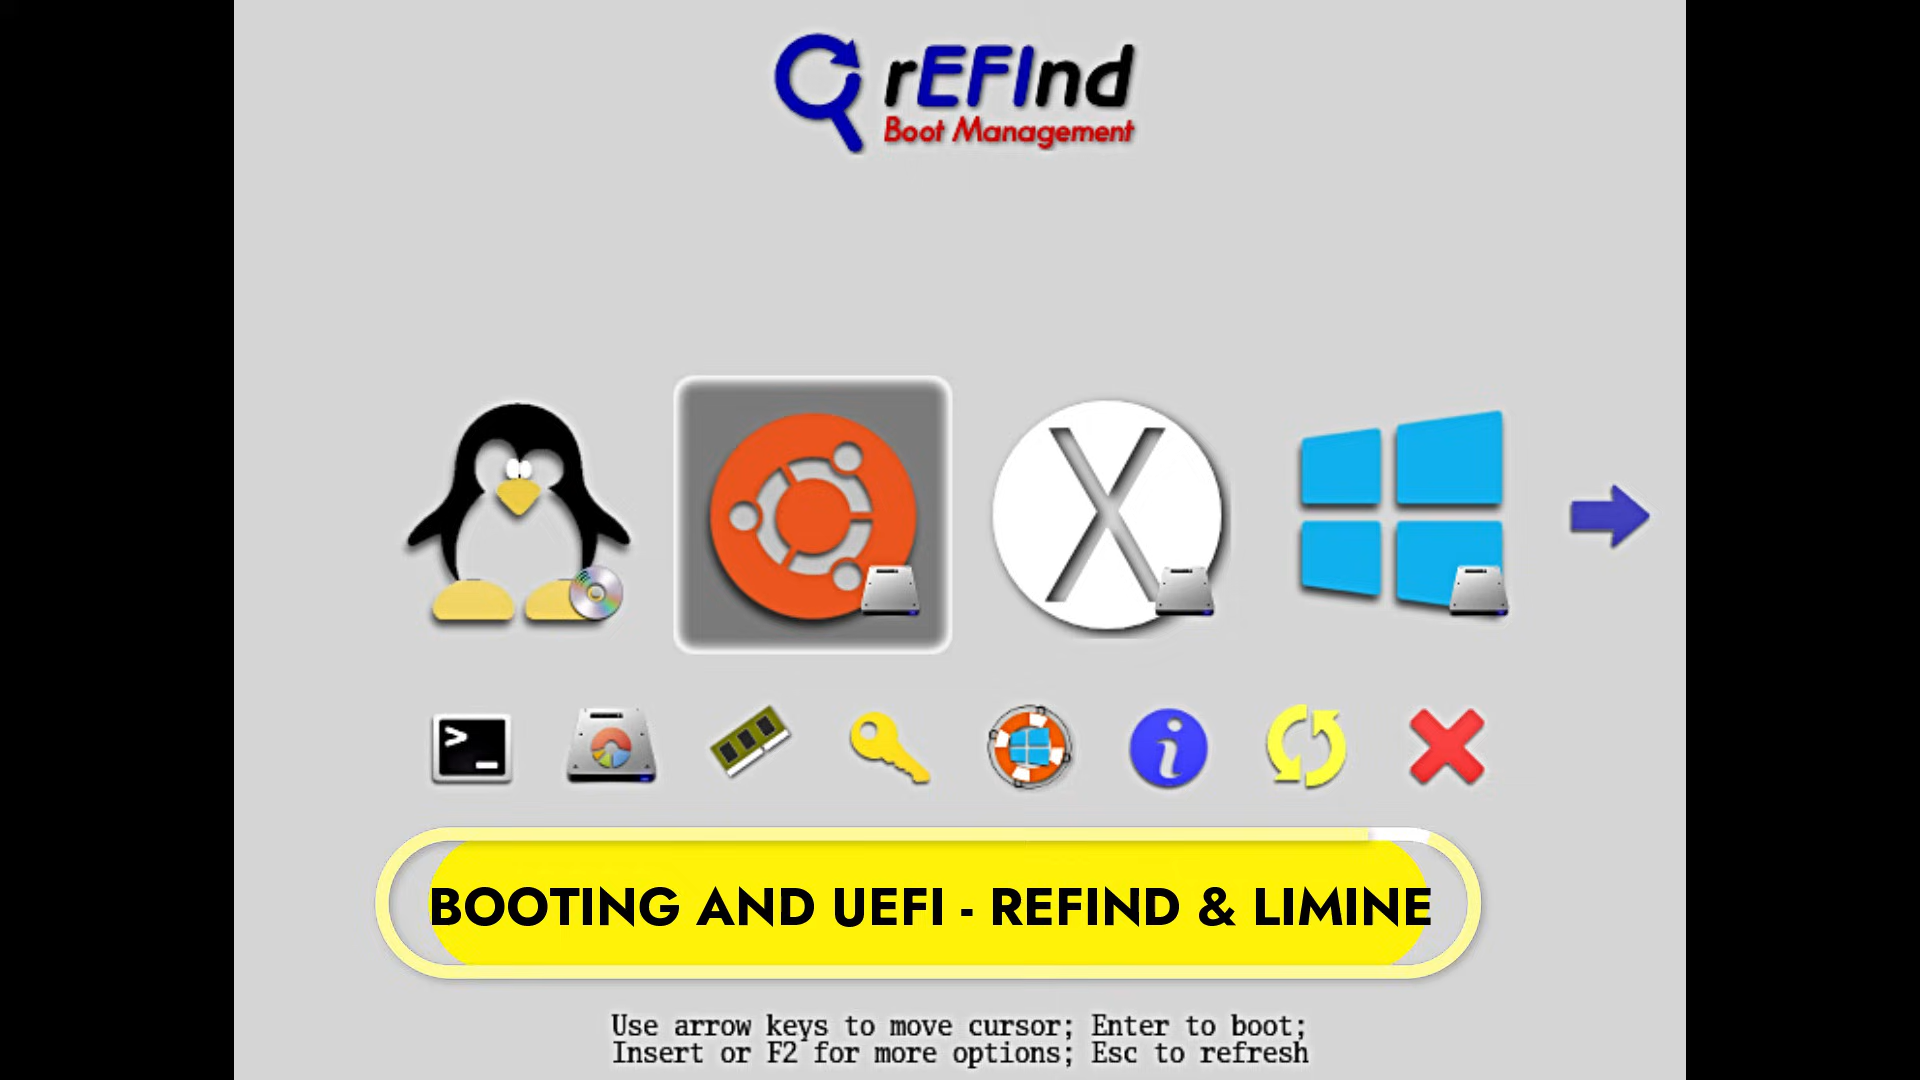 rEFInd
Boot Management
X
>_
i
BOOTING AND UEFI - REFIND & LIMINE
Use arrow keys to move cursor; Enter to boot;
Insert or F2 for more options; Esc to refresh